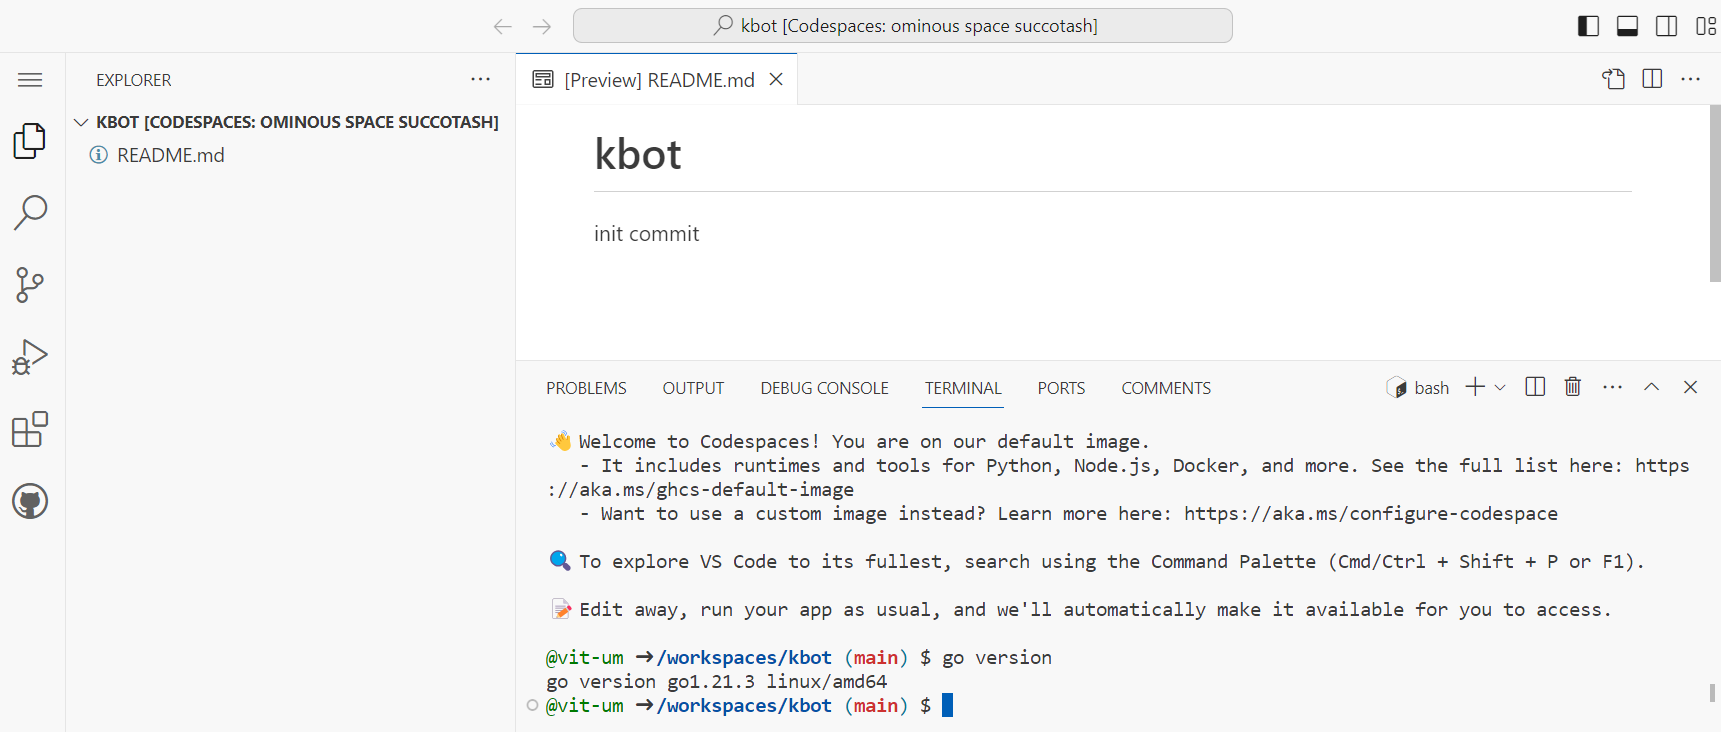 kbot [Codespaces: ominous space succotash]
EXPLORER
KBOT [CODESPACES: OMINOUS SPACE SUCCOTASH]
README.md
[Preview] README.md
kbot
init commit
PROBLEMS OUTPUT DEBUG CONSOLE TERMINAL PORTS COMMENTS bash
👋 Welcome to Codespaces! You are on our default image.
- It includes runtimes and tools for Python, Node.js, Docker, and more. See the full list here: https
://aka.ms/ghcs-default-image
- Want to use a custom image instead? Learn more here: https://aka.ms/configure-codespace
🔍 To explore VS Code to its fullest, search using the Command Palette (Cmd/Ctrl + Shift + P or F1).
📝 Edit away, run your app as usual, and we'll automatically make it available for you to access.
@vit-um ➜/workspaces/kbot (main) $ go version
go version go1.21.3 linux/amd64
@vit-um ➜/workspaces/kbot (main) $